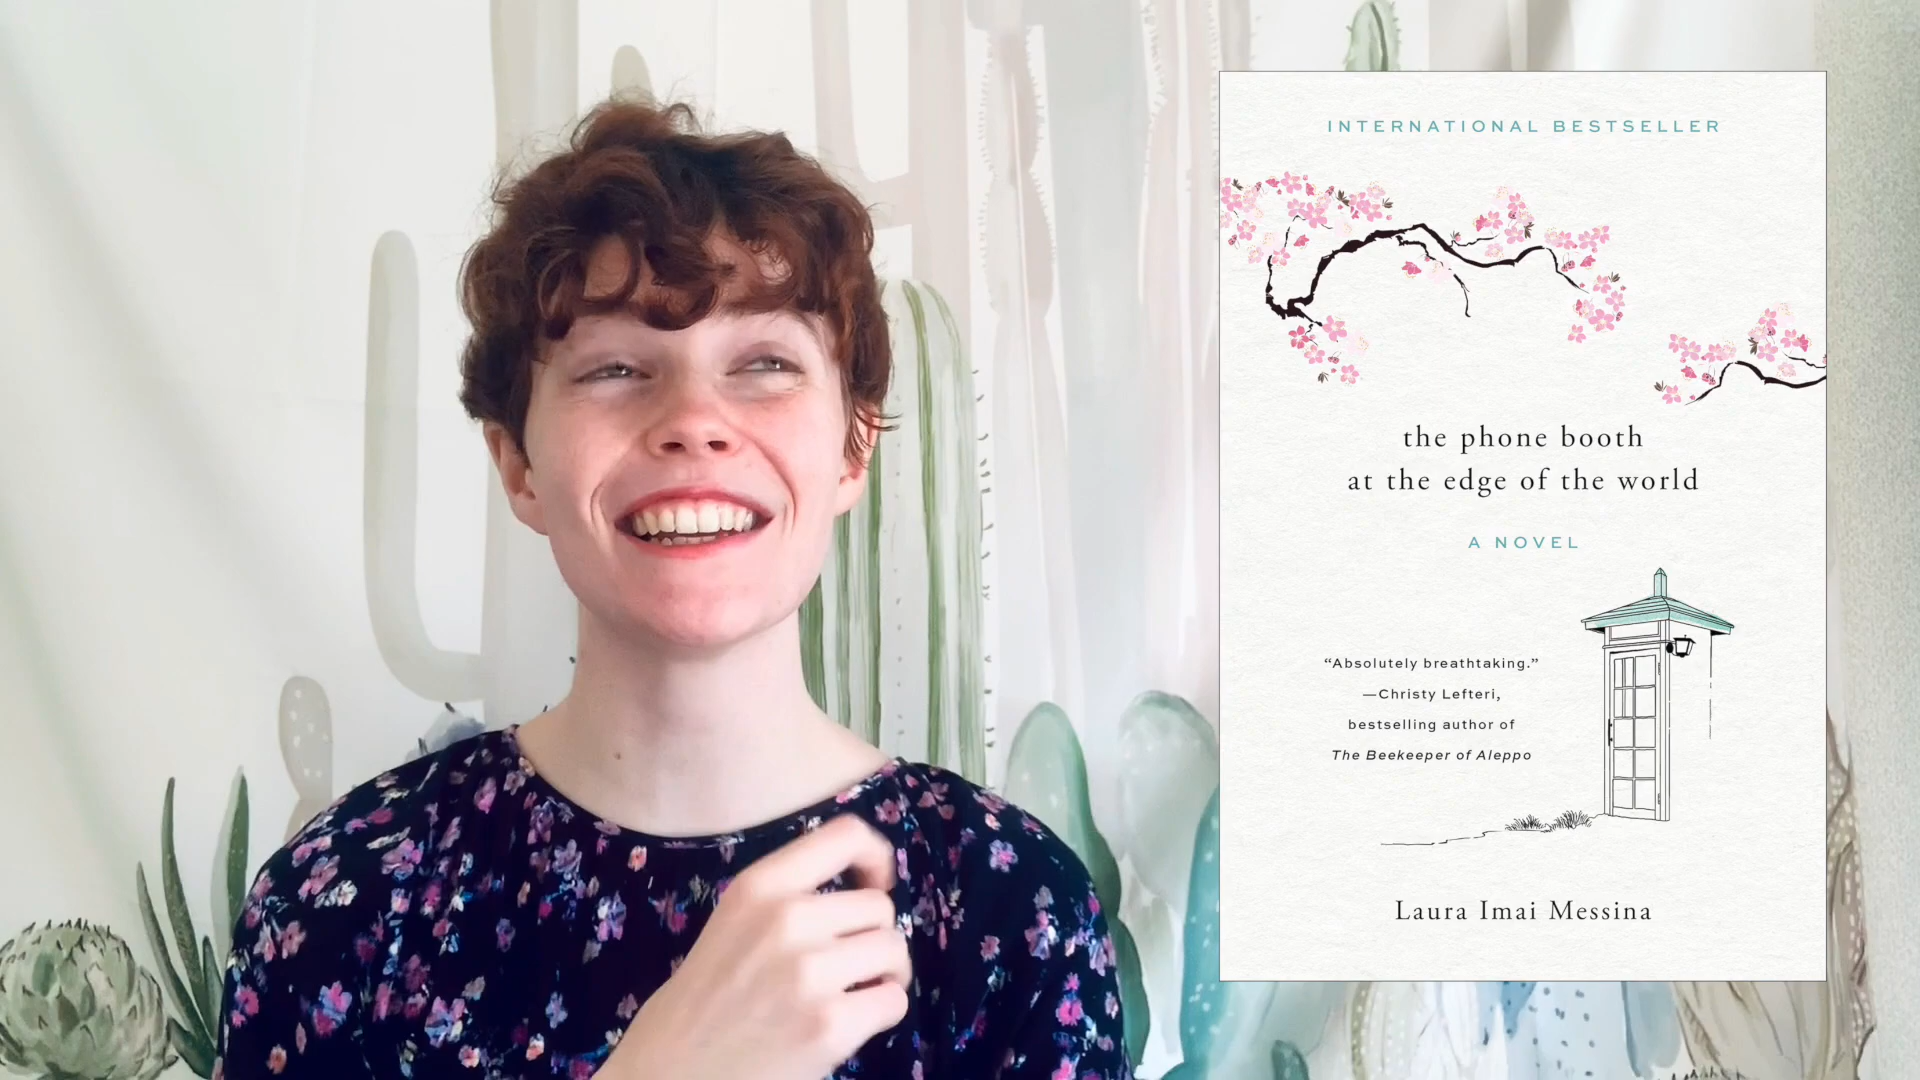 INTERNATIONAL BESTSELLER
the phone booth
at the edge of the world
A NOVEL
“Absolutely breathtaking.”
—Christy Lefteri,
bestselling author of
The Beekeeper of Aleppo
Laura Imai Messina